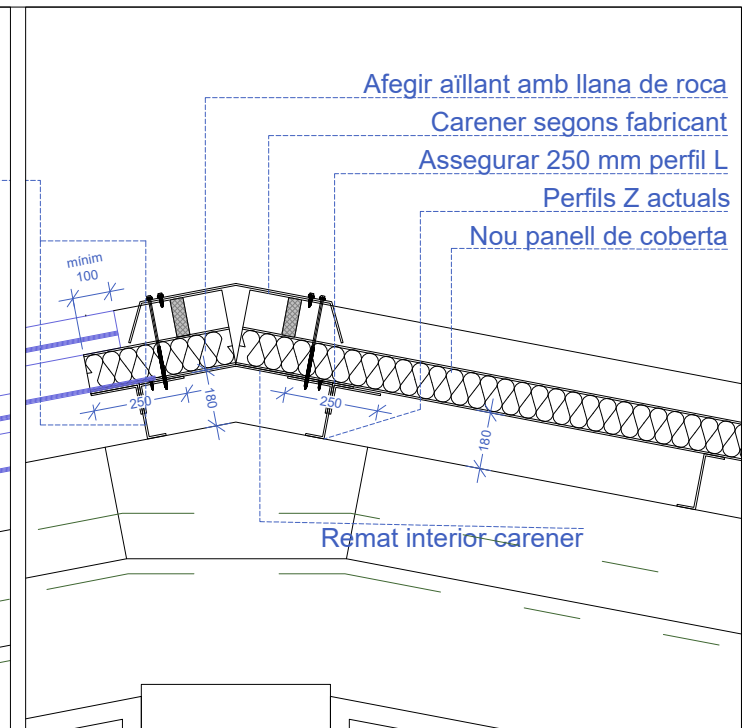 Afegir aïllant amb llana de roca
Carener segons fabricant
Assegurar 250 mm perfil L
Perfils Z actuals
Nou panell de coberta
mínim
100
250
180
250
180
Remat interior carener